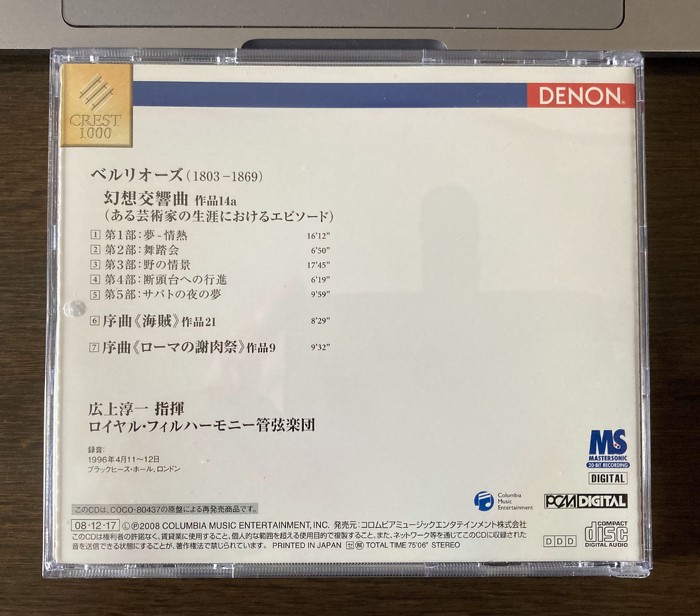 CREST
1000
DENON
ベルリオーズ(1803-1869)
幻想交響曲 作品14a
(ある芸術家の生涯におけるエピソード)
1 第1部:夢-情熱 16'12"
2 第2部:舞踏会 6'50"
3 第3部:野の情景 17'45"
4 第4部:断頭台への行進 6'19"
5 第5部:サバトの夜の夢 9'59"
6 序曲《海賊》作品21 8'29"
7 序曲《ローマの謝肉祭》作品9 9'32"
広上淳一 指揮
ロイヤル・フィルハーモニー管弦楽団
録音:
1996年4月11~12日
ブラックヒース・ホール, ロンドン
MS
MASTERSONIC
20-BIT RECORDING
DIGITAL
Columbia
Music
Entertainment
PCM DIGITAL
このCDは、COCO-80437の原盤による再発売商品です。
08・12・17 Ⓛ Ⓟ2008 COLUMBIA MUSIC ENTERTAINMENT, INC. 発売元:コロムビアミュージックエンタテインメント株式会社
このCDは権利者の許諾なく、賃貸業に使用すること、個人的な範囲を超える使用目的で複製すること、また、ネットワーク等を通じてこのCDに収録された
音を送信できる状態にすることが、著作権法で禁じられています。 PRINTED IN JAPAN TOTAL TIME 75'06" STEREO
DDD
COMPACT
disc
DIGITAL AUDIO